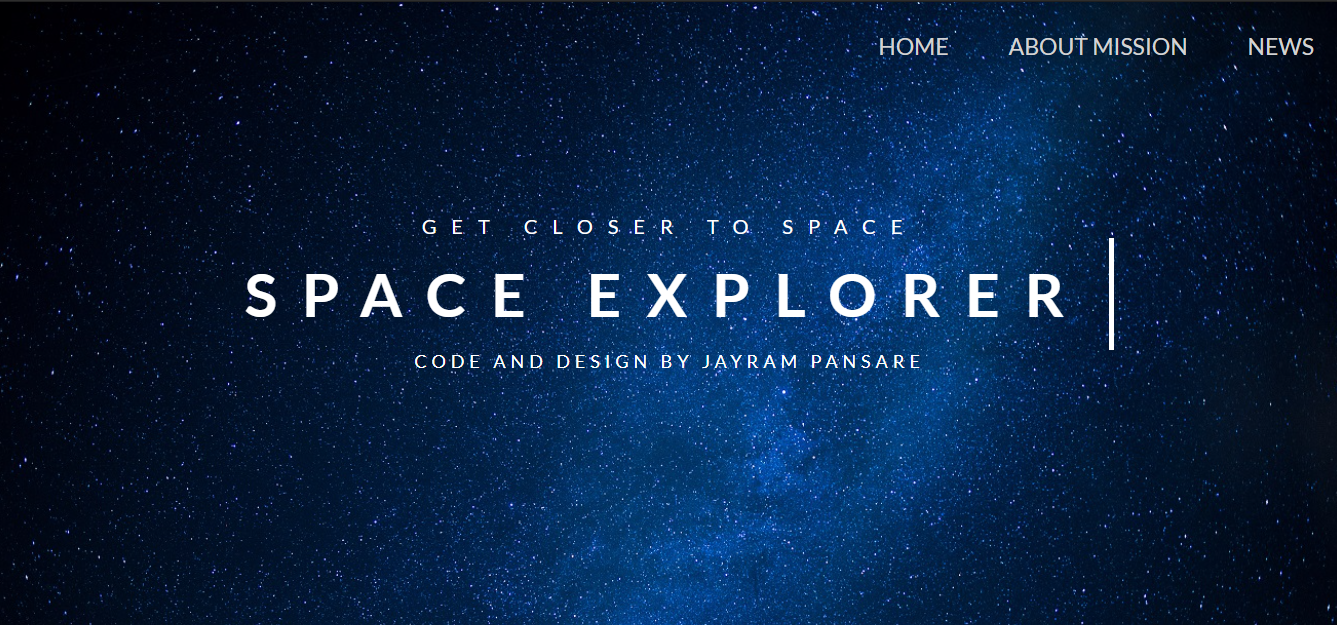 HOME ABOUT MISSION NEWS
GET CLOSER TO SPACE
SPACE EXPLORER
CODE AND DESIGN BY JAYRAM PANSARE